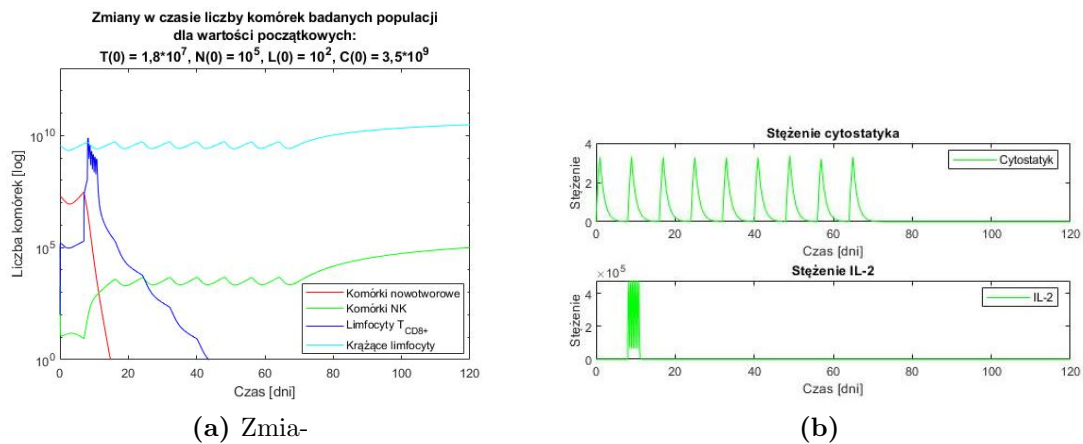 Zmiany w czasie liczby komórek badanych populacji
dla wartości początkowych:
T(0) = 1,8*10^7, N(0) = 10^5, L(0) = 10^2, C(0) = 3,5*10^9
10^10
10^5
10^0
Liczba komórek [log]
Komórki nowotworowe
Komórki NK
Limfocyty T_CD8+
Krążące limfocyty
0 20 40 60 80 100 120
Czas [dni]
(a) Zmia-
Stężenie cytostatyka
4
2
0
Stężenie
Cytostatyk
0 20 40 60 80 100 120
Czas [dni]
×10^5
Stężenie IL-2
4
2
0
Stężenie
IL-2
0 20 40 60 80 100 120
Czas [dni]
(b)